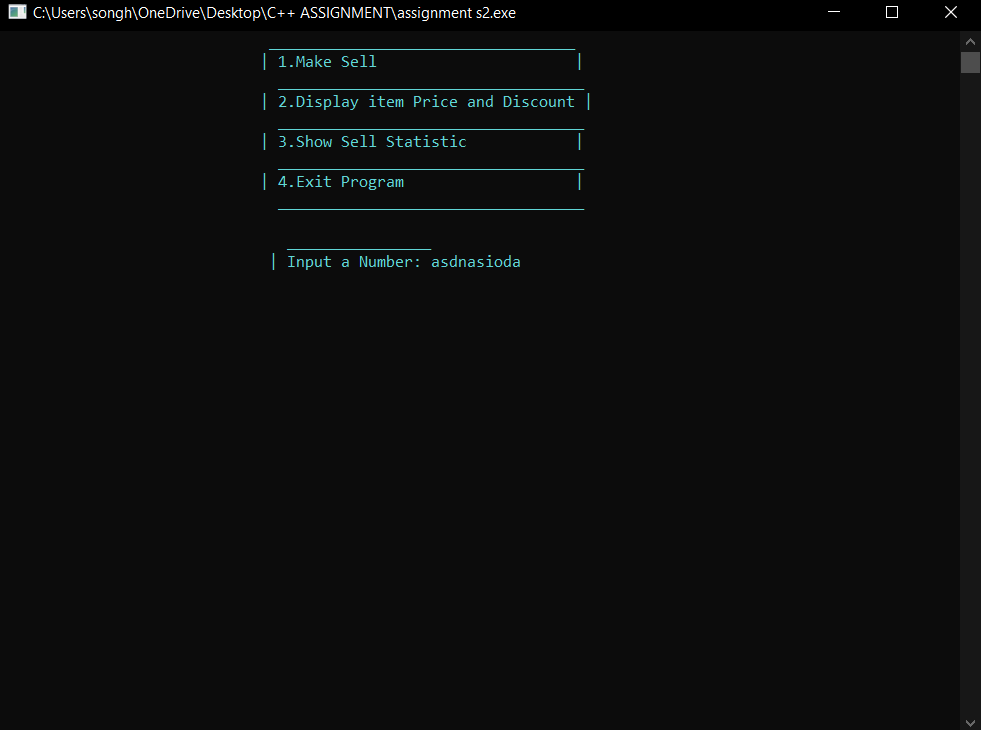 C:\Users\songh\OneDrive\Desktop\C++ ASSIGNMENT\assignment s2.exe
__________________________________
| 1.Make Sell                      |
__________________________________
| 2.Display item Price and Discount |
__________________________________
| 3.Show Sell Statistic            |
__________________________________
| 4.Exit Program                   |
__________________________________
________________
| Input a Number: asdnasioda